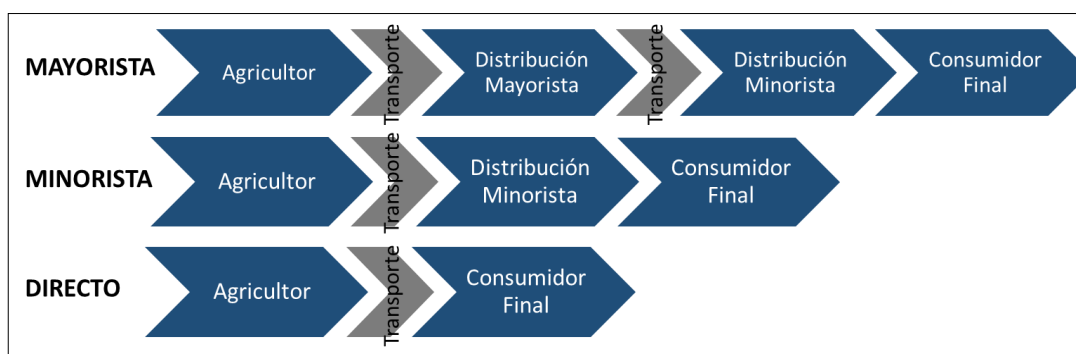 MAYORISTA
Agricultor
Transporte
Distribución
Mayorista
Transporte
Distribución
Minorista
Consumidor
Final
MINORISTA
Agricultor
Transporte
Distribución
Minorista
Consumidor
Final
DIRECTO
Agricultor
Transporte
Consumidor
Final